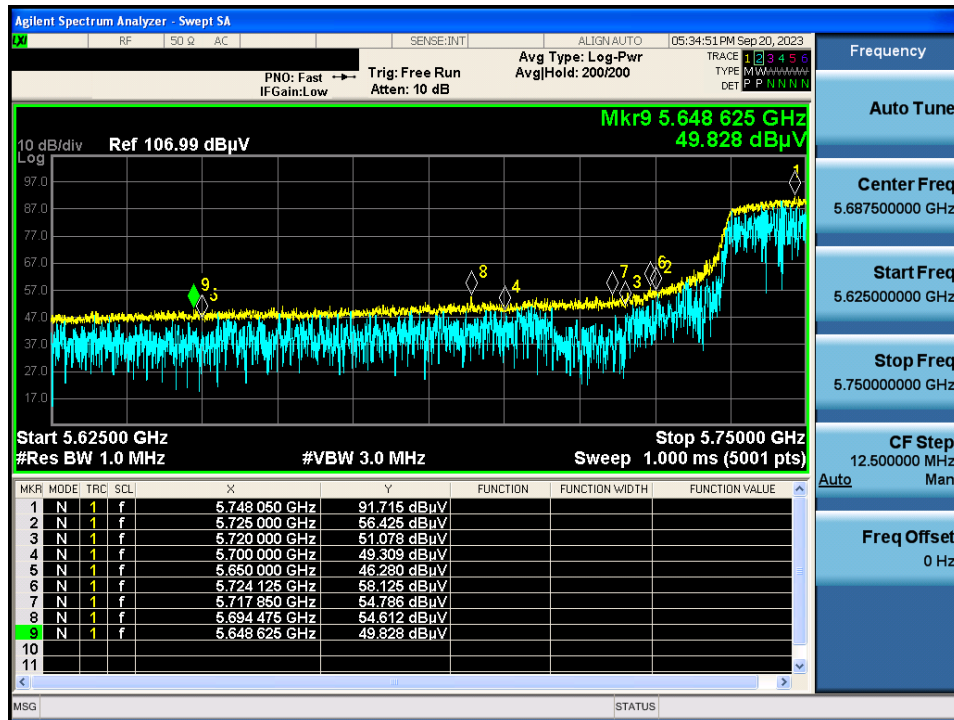 Agilent Spectrum Analyzer - Swept SA
LXI RF 50 Ω AC SENSE:INT ALIGN AUTO 05:34:51 PM Sep 20, 2023
Frequency
PNO: Fast Trig: Free Run Avg Type: Log-Pwr TRACE 1 2 3 4 5 6
IFGain:Low Atten: 10 dB Avg|Hold: 200/200 TYPE M
DET P P N N N N
Auto Tune
Mkr9 5.648 625 GHz
49.828 dBµV
10 dB/div Ref 106.99 dBµV
Log
97.0
87.0
77.0
67.0
57.0
47.0
37.0
27.0
17.0
1
9
5
8
4
7
3
6
2
Start 5.62500 GHz Stop 5.75000 GHz
#Res BW 1.0 MHz #VBW 3.0 MHz Sweep 1.000 ms (5001 pts)
Center Freq
5.687500000 GHz
Start Freq
5.625000000 GHz
Stop Freq
5.750000000 GHz
CF Step
12.500000 MHz
Auto Man
Freq Offset
0 Hz
MKR MODE TRC SCL X Y FUNCTION FUNCTION WIDTH FUNCTION VALUE
1 N 1 f 5.748 050 GHz 91.715 dBµV
2 N 1 f 5.725 000 GHz 56.425 dBµV
3 N 1 f 5.720 000 GHz 51.078 dBµV
4 N 1 f 5.700 000 GHz 49.309 dBµV
5 N 1 f 5.650 000 GHz 46.280 dBµV
6 N 1 f 5.724 125 GHz 58.125 dBµV
7 N 1 f 5.717 850 GHz 54.786 dBµV
8 N 1 f 5.694 475 GHz 54.612 dBµV
9 N 1 f 5.648 625 GHz 49.828 dBµV
10
11
MSG STATUS